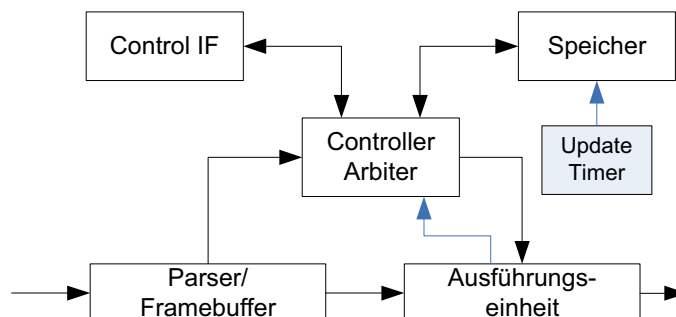 Control IF
Speicher
Controller
Arbiter
Update
Timer
Parser/
Framebuffer
Ausführungs-
einheit